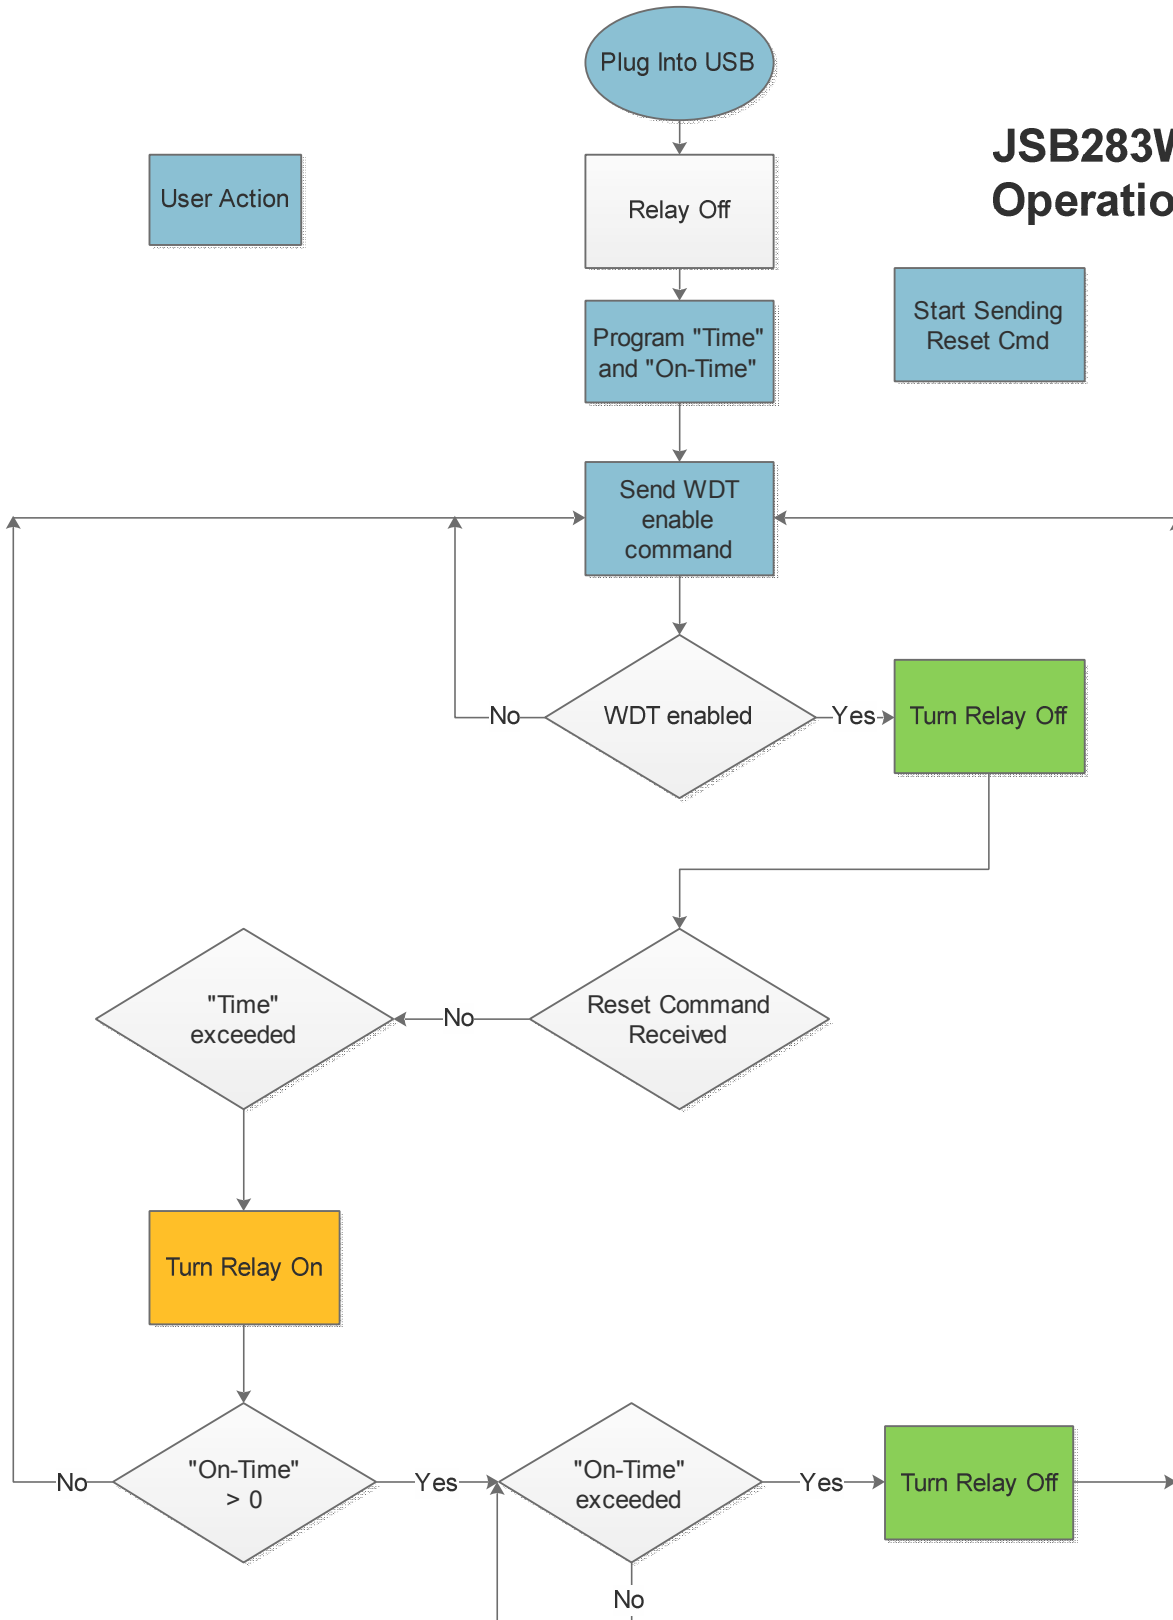 Plug Into USB
JSB283W
Operatio
User Action
Relay Off
Start Sending
Reset Cmd
Program "Time"
and "On-Time"
Send WDT
enable
command
No
WDT enabled
Yes
Turn Relay Off
"Time"
exceeded
No
Reset Command
Received
Turn Relay On
No
"On-Time"
> 0
Yes
"On-Time"
exceeded
Yes
Turn Relay Off
No